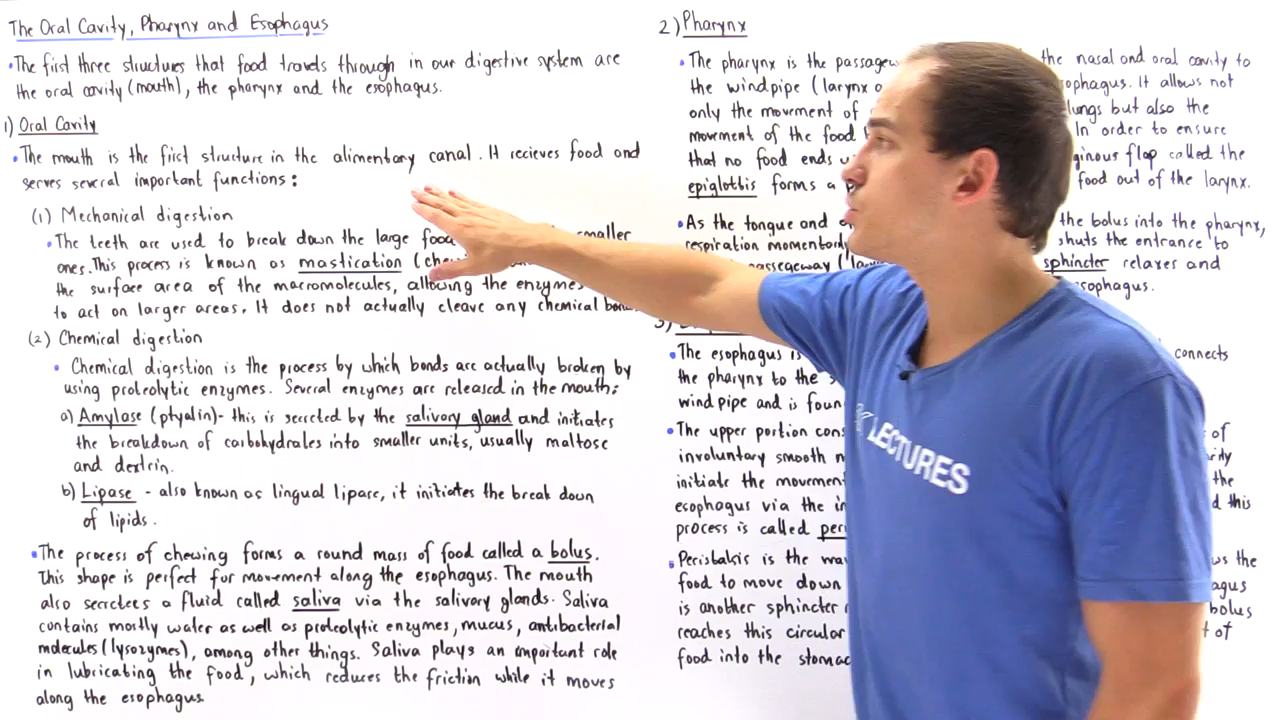 The Oral Cavity, Pharynx and Esophagus
•The first three structures that food travels through in our digestive system are
the oral cavity (mouth), the pharynx and the esophagus.
1) Oral Cavity
•The mouth is the first structure in the alimentary canal. It recieves food and
serves several important functions:
(1) Mechanical digestion
•The teeth are used to break down the large food smaller
ones. This process is known as mastication
the surface area of the macromolecules, allowing the enzymes
to act on larger areas. It does not actually cleave any chemical bonds.
(2) Chemical digestion
• Chemical digestion is the process by which bonds are actually broken by
using proteolytic enzymes. Several enzymes are released in the mouth:
a) Amylase (ptyalin)- this is secreted by the salivary gland and initiates
the breakdown of carbohydrates into smaller units, usually maltose
and dextrin.
b) Lipase - also known as lingual lipase, it initiates the break down
of lipids.
•The process of chewing forms a round mass of food called a bolus.
This shape is perfect for movement along the esophagus. The mouth
also secretees a fluid called saliva via the salivary glands. Saliva
contains mostly water as well as proteolytic enzymes, mucus, antibacterial
molecules (lysozymes), among other things. Saliva plays an important role
in lubricating the food, which reduces the friction while it moves
along the esophagus.
2) Pharynx
•The pharynx is the the nasal and oral cavity to
the windpipe (larynx It allows not
only the movement of lungs but also the
movment of the food In order to ensure
that no food ends flap called the
epiglottis forms a food out of the larynx.
•As the tongue and the bolus into the pharynx,
respiration shuts the entrance to
sphincter relaxes and
esophagus.
•The esophagus is connects
the pharynx to the
wind pipe and is
•The upper portion of
involuntary smooth
initiate the the
esophagus via the this
process is called
•Peristalsis is the the
food to move down
is another sphincter bolus
reaches this circular of
food into the
LECTURES